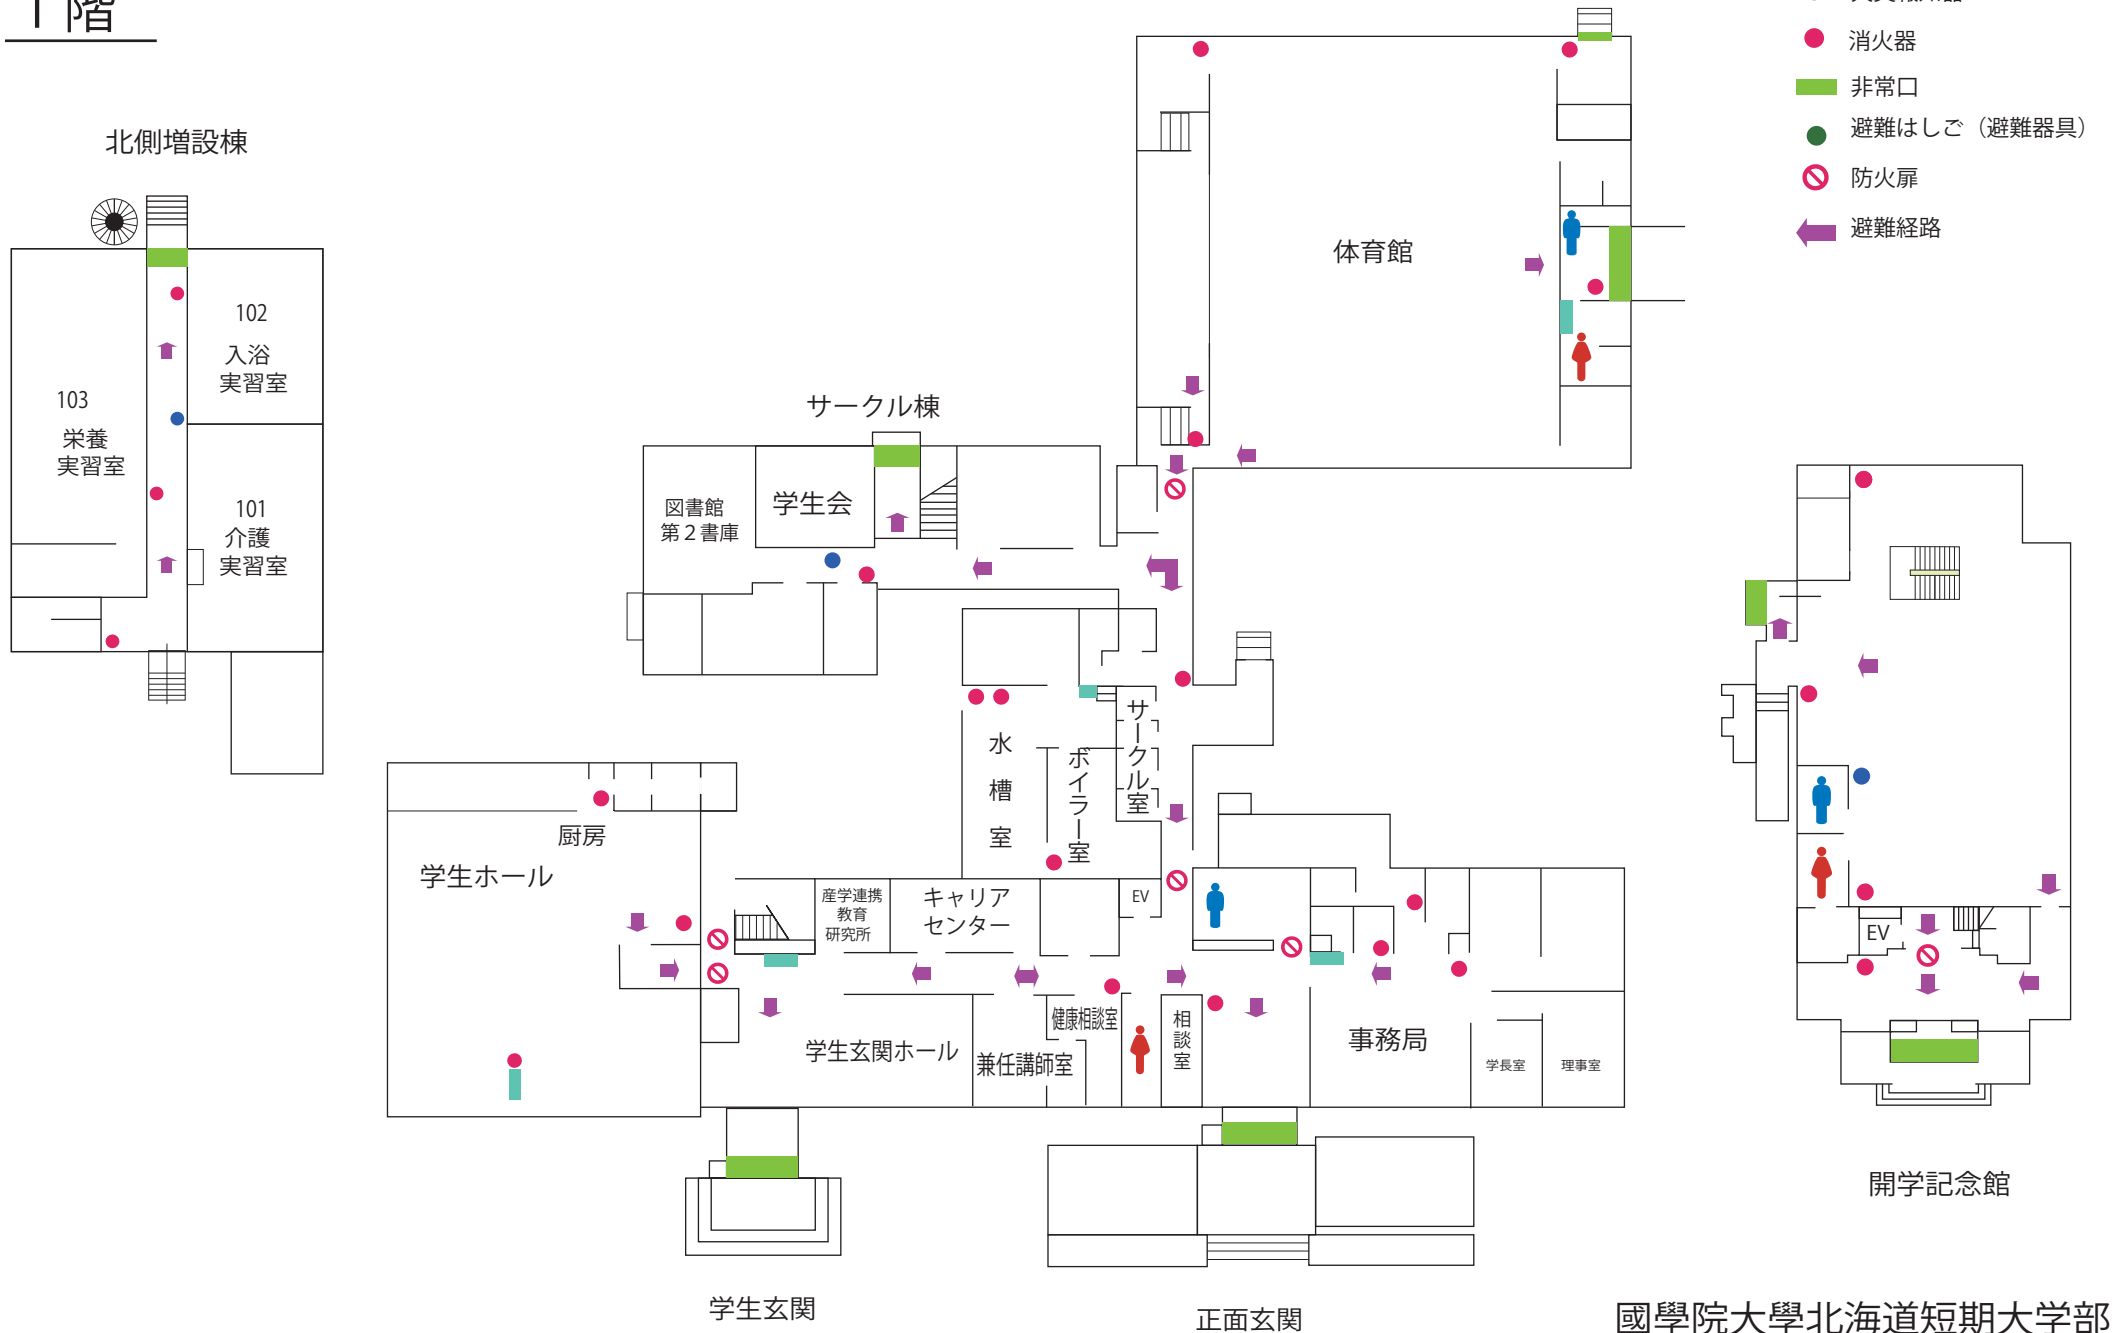 1階
消火器
非常口
避難はしご（避難器具）
防火扉
避難経路
北側増設棟
102
入浴
実習室
103
栄養
実習室
101
介護
実習室
体育館
サークル棟
図書館
第２書庫
学生会
水槽室
ボイラー室
サークル室
厨房
学生ホール
産学連携
教育
研究所
キャリア
センター
EV
学生玄関ホール
兼任講師室
健康相談室
相談室
事務局
学長室
理事室
EV
開学記念館
学生玄関
正面玄関
國學院大學北海道短期大学部